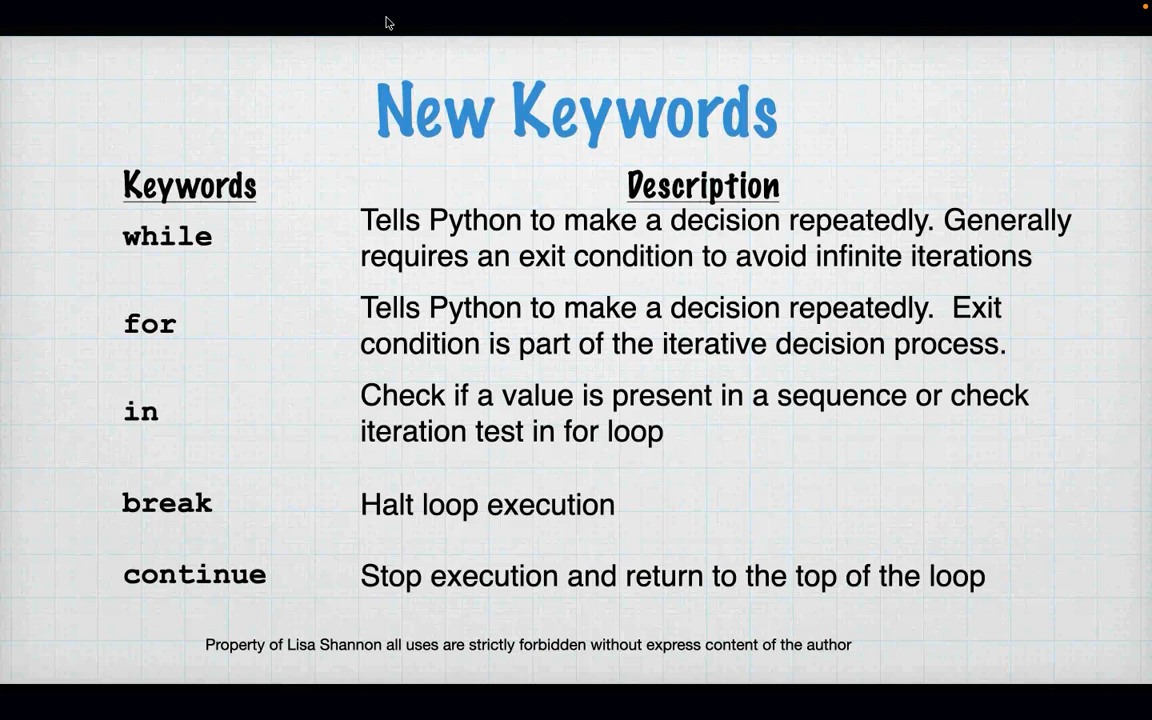 New Keywords
Keywords Description
while
Tells Python to make a decision repeatedly. Generally
requires an exit condition to avoid infinite iterations
for
Tells Python to make a decision repeatedly.  Exit
condition is part of the iterative decision process.
in
Check if a value is present in a sequence or check
iteration test in for loop
break Halt loop execution
continue Stop execution and return to the top of the loop
Property of Lisa Shannon all uses are strictly forbidden without express content of the author